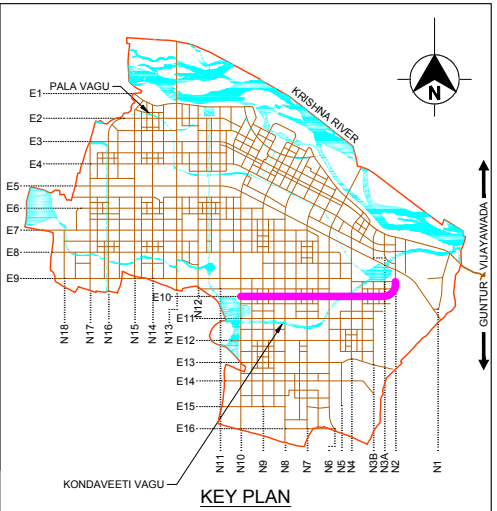 PALA VAGU
E1
E2
E3
E4
E5
E6
E7
E8
E9
E10
E11
E12
E13
E14
E15
E16
KRISHNA RIVER
N
GUNTUR - VIJAYAWADA
N18
N17
N16
N15
N14
N13
N12
N11
N10
N9
N8
N7
N6
N5
N4
N3B
N3A
N2
N1
KONDAVEETI VAGU
KEY PLAN